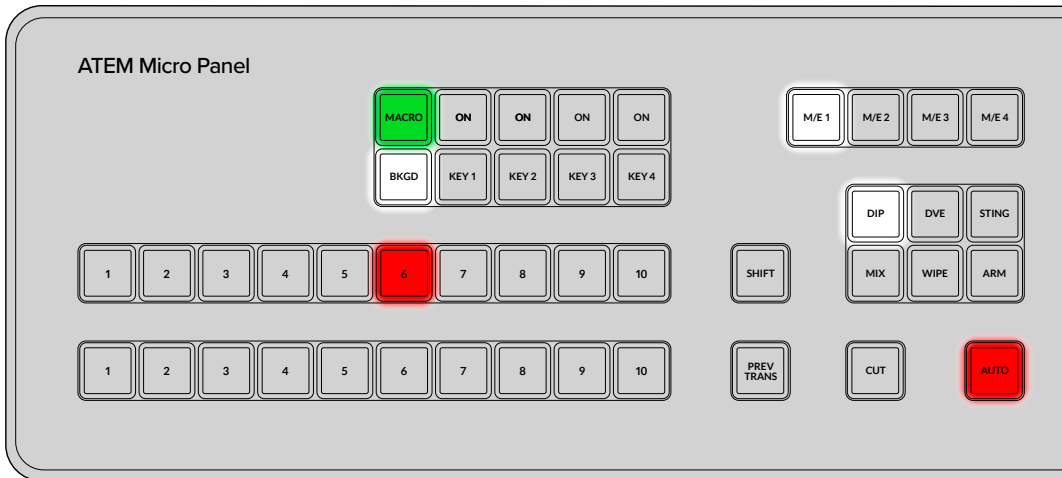 ATEM Micro Panel
MACRO ON ON ON ON
BKGD KEY 1 KEY 2 KEY 3 KEY 4
M/E 1 M/E 2 M/E 3 M/E 4
DIP DVE STING
1 2 3 4 5 6 7 8 9 10
SHIFT
MIX WIPE ARM
1 2 3 4 5 6 7 8 9 10
PREV
TRANS
CUT
AUTO